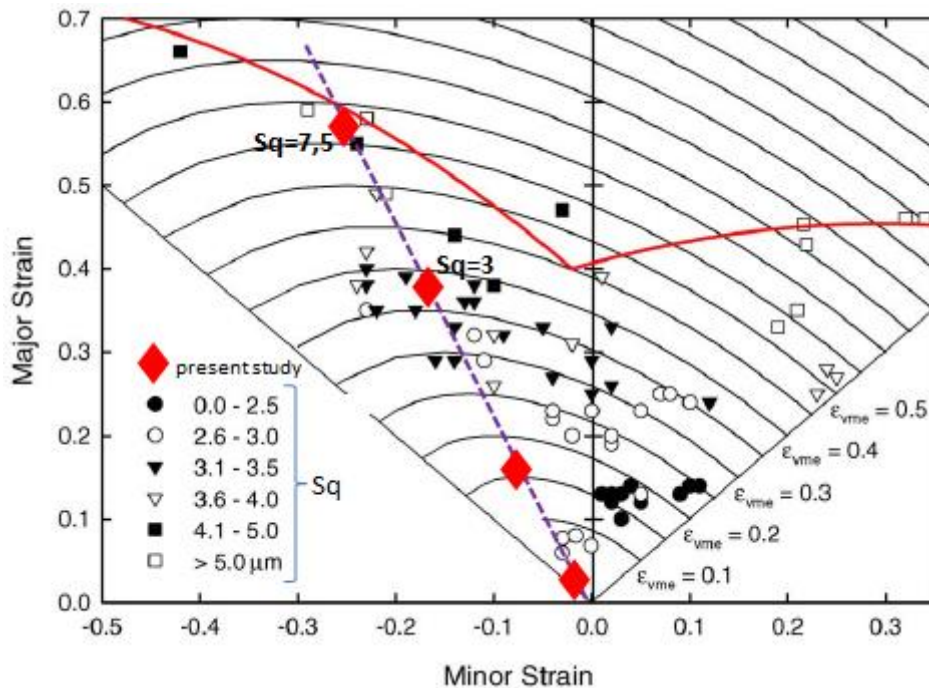 0.7
0.6
0.5
0.4
0.3
0.2
0.1
0.0
Major Strain
Sq=7,5
Sq=3
present study
0.0 - 2.5
2.6 - 3.0
3.1 - 3.5
3.6 - 4.0
4.1 - 5.0
> 5.0 μm
Sq
εvme = 0.5
εvme = 0.4
εvme = 0.3
εvme = 0.2
εvme = 0.1
-0.5 -0.4 -0.3 -0.2 -0.1 0.0 0.1 0.2 0.3
Minor Strain